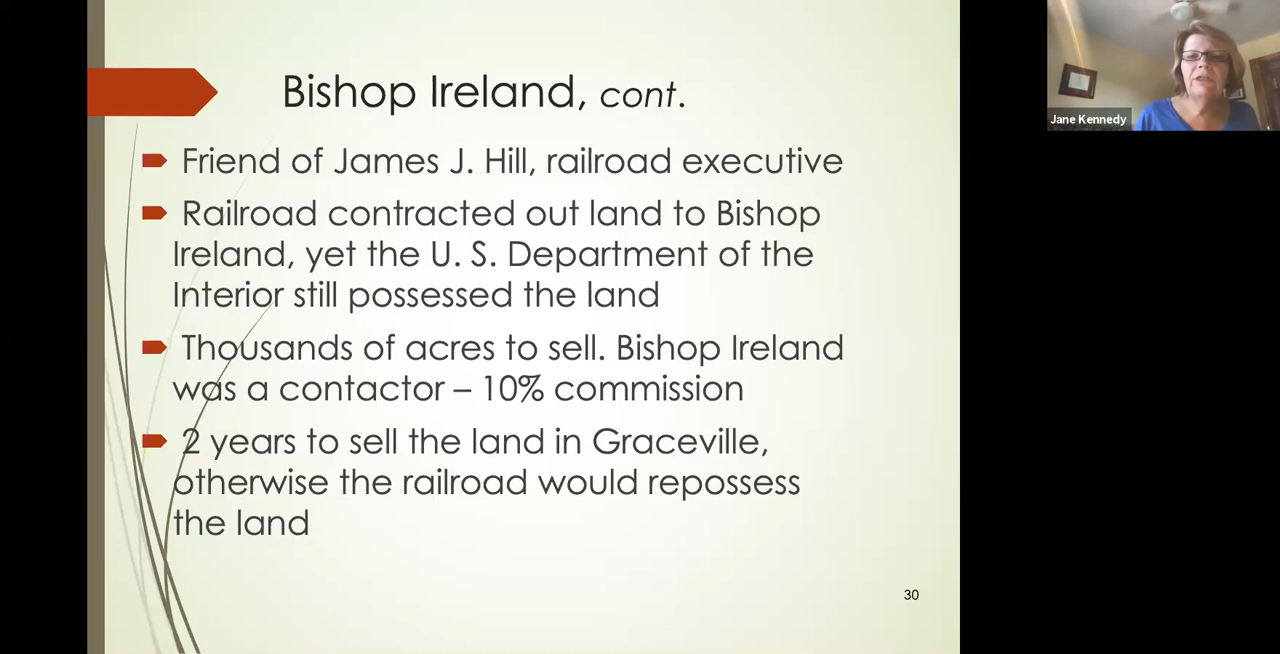 Bishop Ireland, cont.
Friend of James J. Hill, railroad executive
Railroad contracted out land to Bishop
Ireland, yet the U. S. Department of the
Interior still possessed the land
Thousands of acres to sell. Bishop Ireland
was a contactor – 10% commission
2 years to sell the land in Graceville,
otherwise the railroad would repossess
the land
30
Jane Kennedy